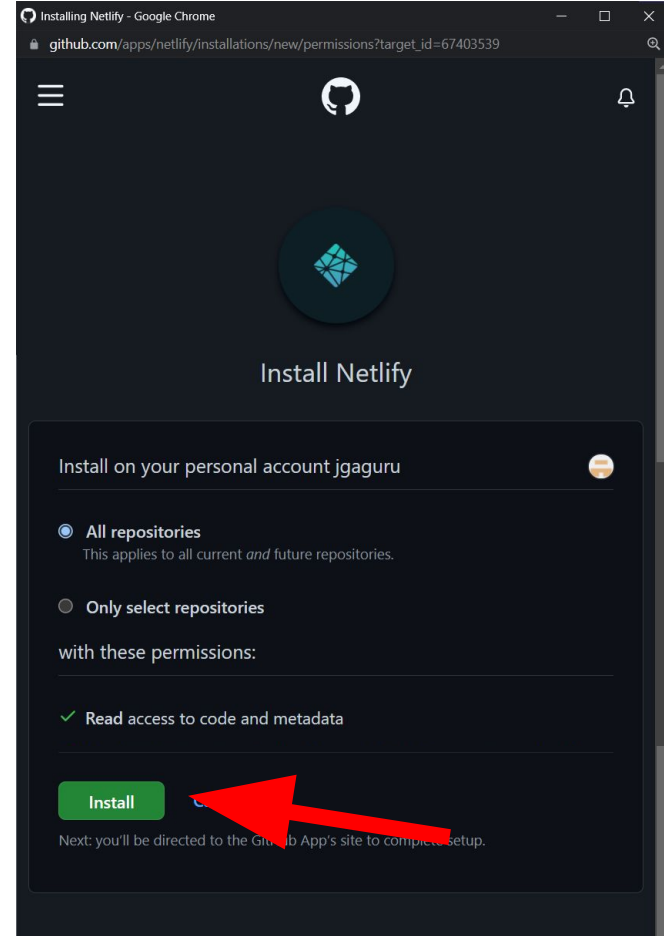 Installing Netlify - Google Chrome
github.com/apps/netlify/installations/new/permissions?target_id=67403539
Install Netlify
Install on your personal account jgaguru
All repositories
This applies to all current and future repositories.
Only select repositories
with these permissions:
Read access to code and metadata
Install
Next: you'll be directed to the GitHub App's site to complete setup.